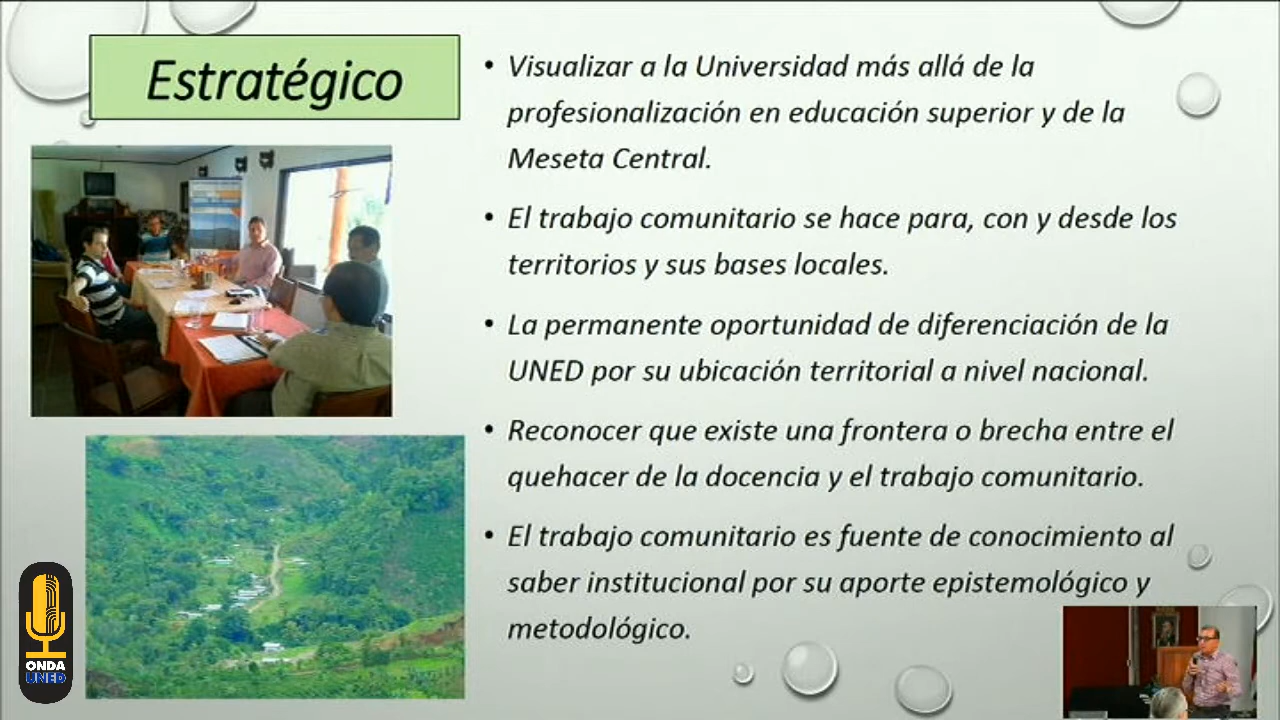 Estratégico
• Visualizar a la Universidad más allá de la
profesionalización en educación superior y de la
Meseta Central.
• El trabajo comunitario se hace para, con y desde los
territorios y sus bases locales.
• La permanente oportunidad de diferenciación de la
UNED por su ubicación territorial a nivel nacional.
• Reconocer que existe una frontera o brecha entre el
quehacer de la docencia y el trabajo comunitario.
• El trabajo comunitario es fuente de conocimiento al
saber institucional por su aporte epistemológico y
metodológico.
ONDA
UNED